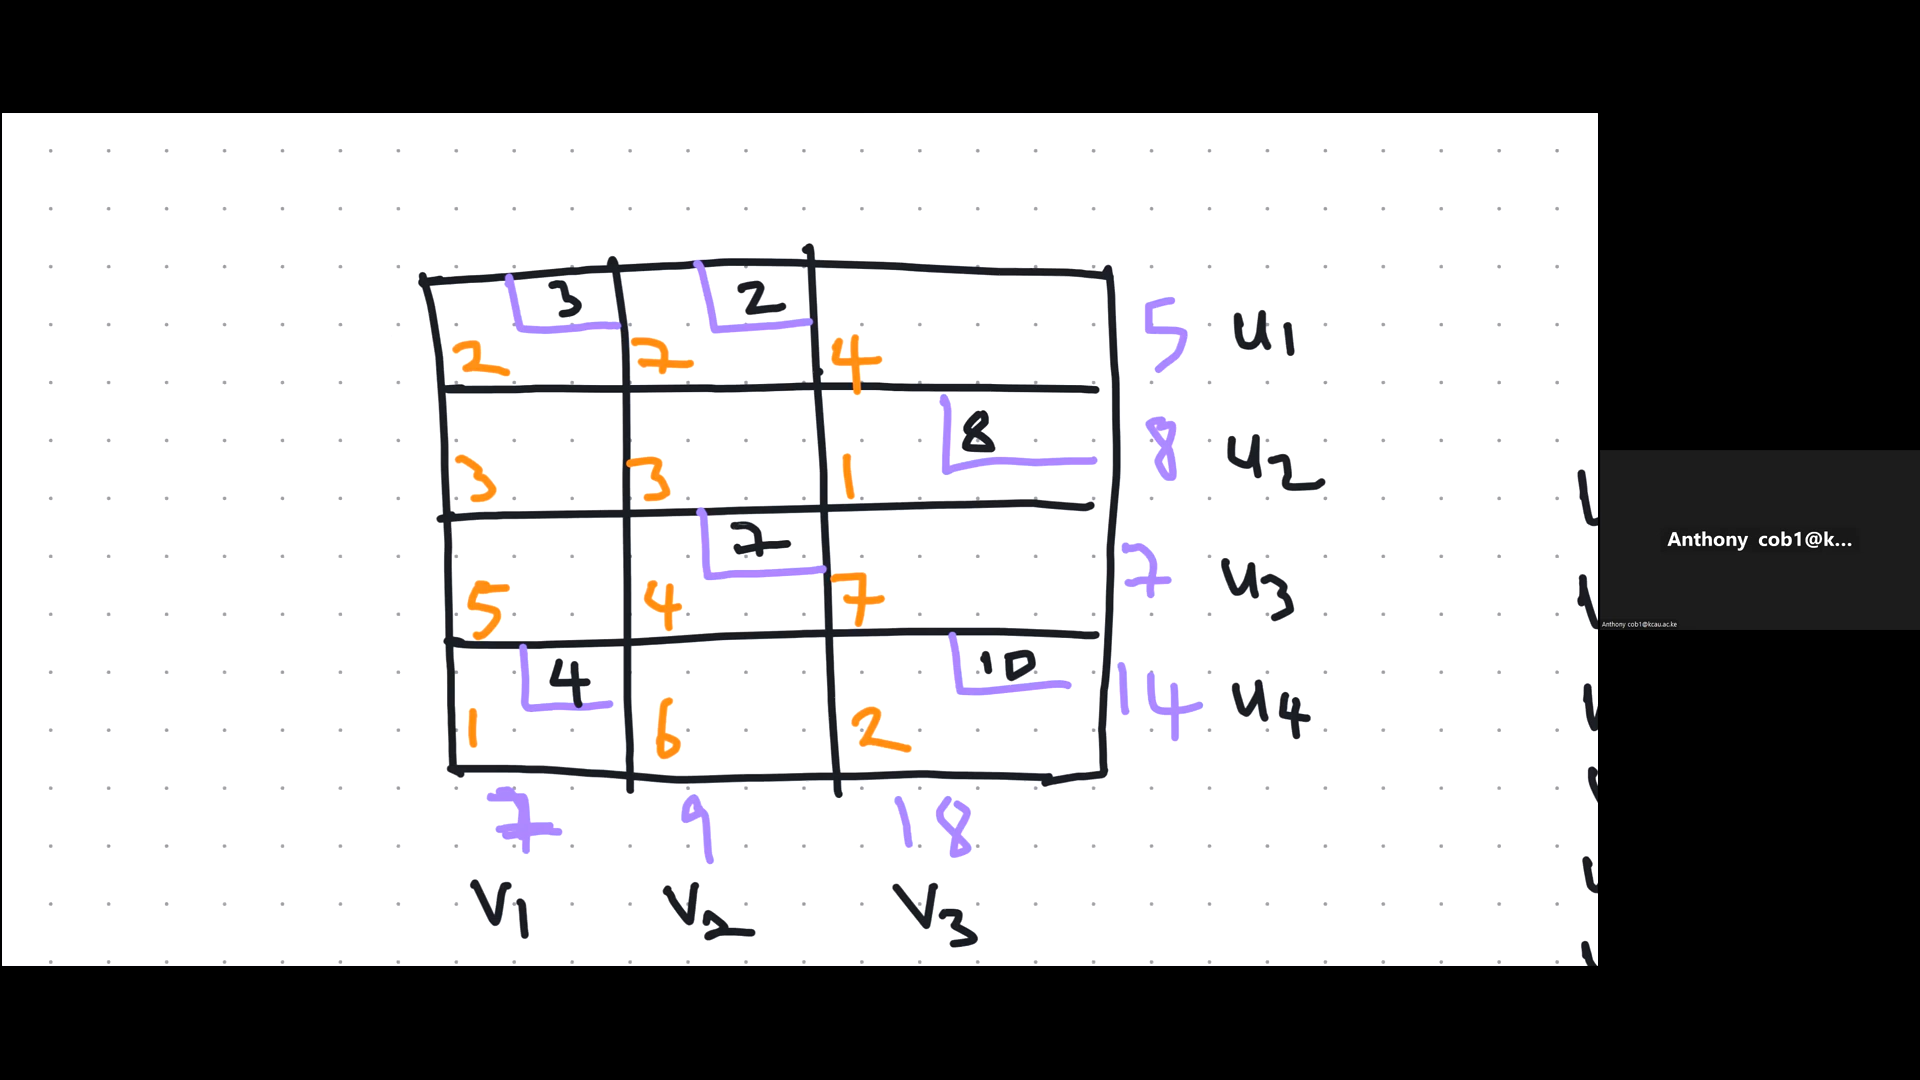 3 2
2 7 4 5 u1
8
3 3 1 8 u2
7
5 4 7 7 u3
4 10
1 6 2 14 u4
7 9 18
V1 V2 V3
Anthony cob1@k...
Anthony cob1@kcau.ac.ke